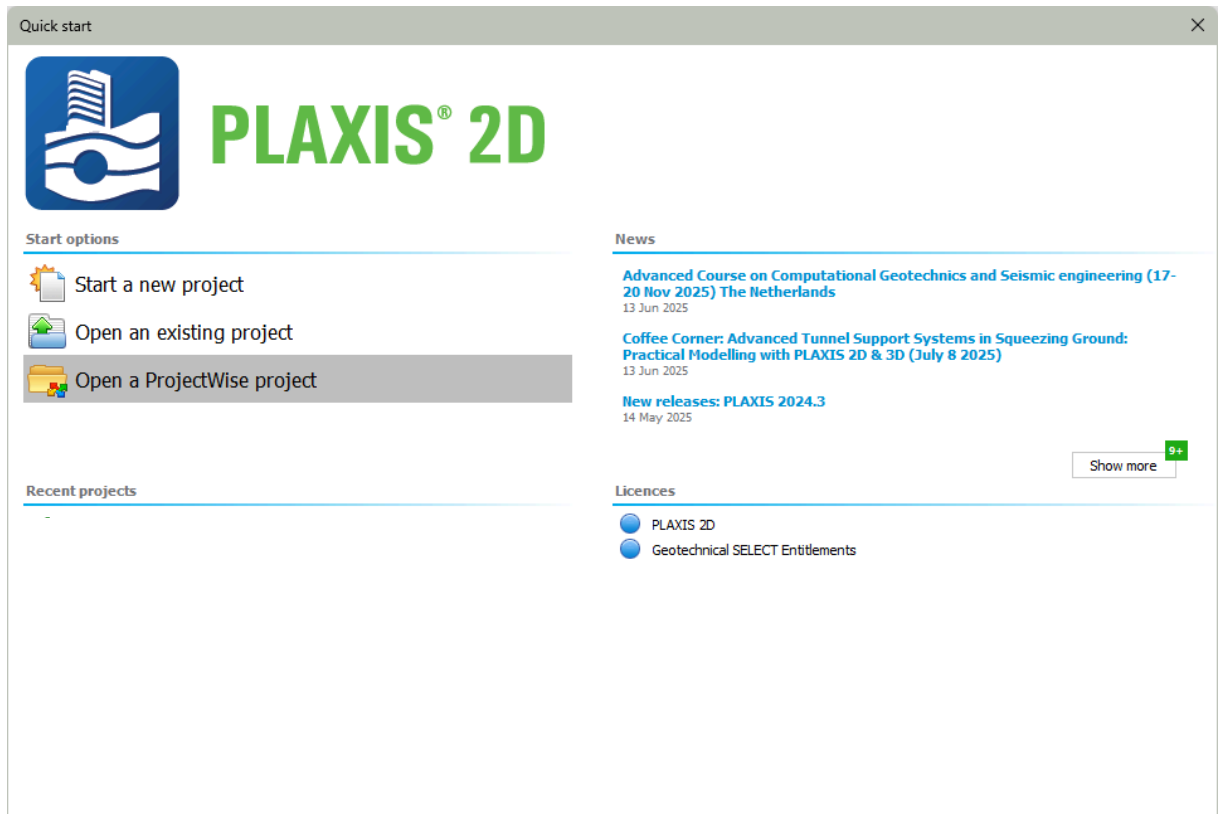 Quick start
PLAXIS® 2D
Start options
Start a new project
Open an existing project
Open a ProjectWise project
News
Advanced Course on Computational Geotechnics and Seismic engineering (17-
20 Nov 2025) The Netherlands
13 Jun 2025
Coffee Corner: Advanced Tunnel Support Systems in Squeezing Ground:
Practical Modelling with PLAXIS 2D & 3D (July 8 2025)
13 Jun 2025
New releases: PLAXIS 2024.3
14 May 2025
9+
Show more
Recent projects
Licences
PLAXIS 2D
Geotechnical SELECT Entitlements